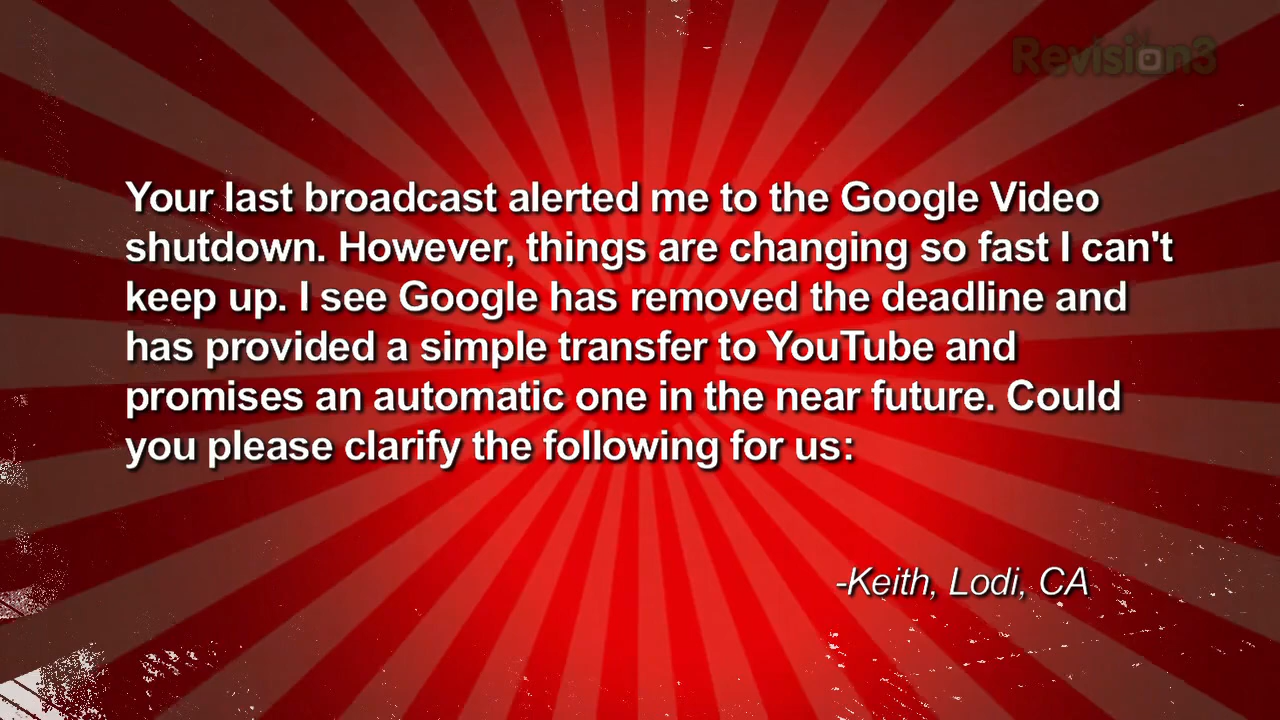 Revision3
Your last broadcast alerted me to the Google Video
shutdown. However, things are changing so fast I can't
keep up. I see Google has removed the deadline and
has provided a simple transfer to YouTube and
promises an automatic one in the near future. Could
you please clarify the following for us:
-Keith, Lodi, CA